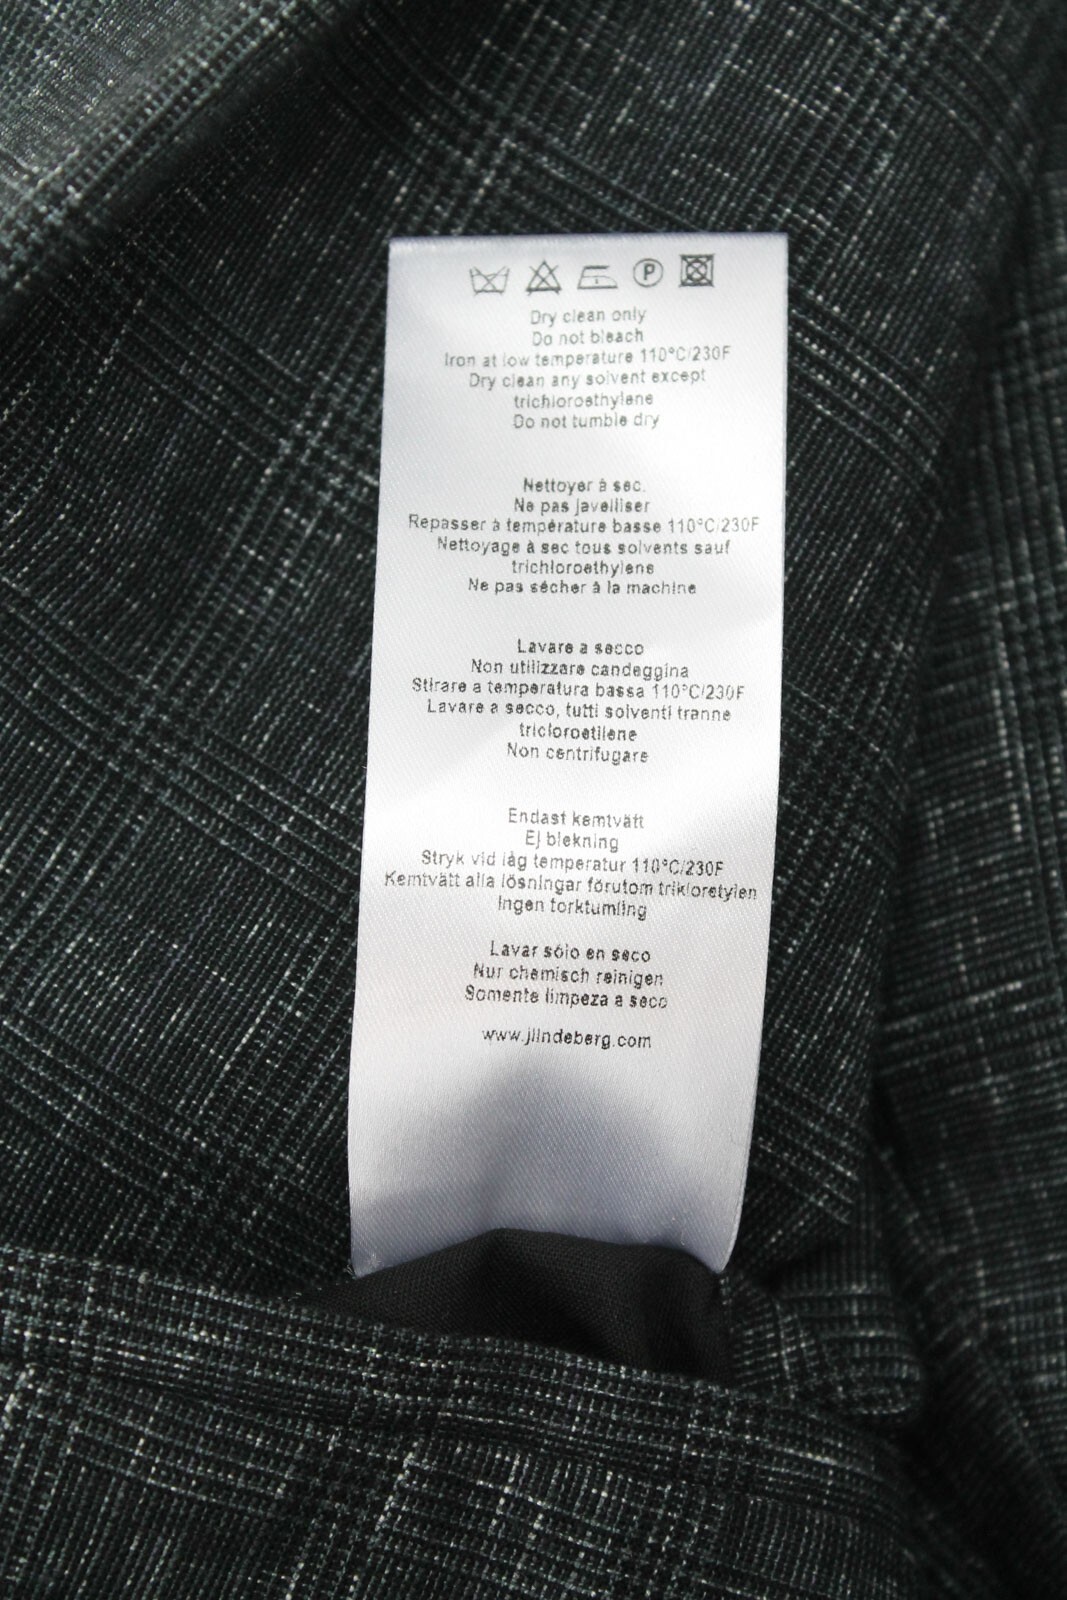 P
Dry clean only
Do not bleach
Iron at low temperature 110°C/230F
Dry clean any solvent except
trichloroethylene
Do not tumble dry
Nettoyer à sec.
Ne pas javelliser
Repasser à température basse 110°C/230F
Nettoyage à sec tous solvents sauf
trichloroethylene
Ne pas sécher à la machine
Lavare a secco
Non utilizzare candeggina
Stirare a temperatura bassa 110°C/230F
Lavare a secco, tutti solventi tranne
tricloroetilene
Non centrifugare
Endast kemtvätt
Ej blekning
Stryk vid låg temperatur 110°C/230F
Kemtvätt alla lösningar förutom trikloretylen
Ingen torktumling
Lavar sólo en seco
Nur chemisch reinigen
Somente limpeza a seco
www.jlindeberg.com